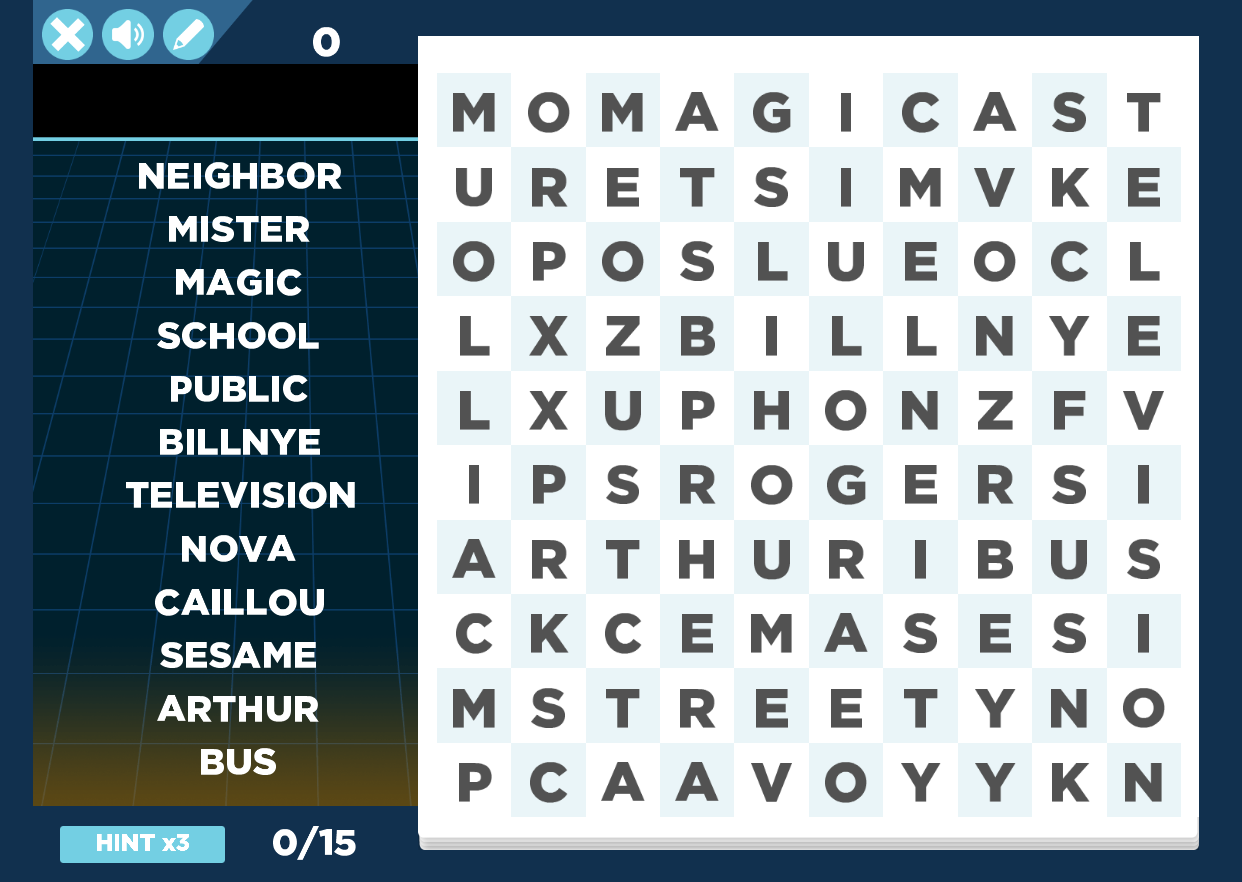 0
NEIGHBOR
MISTER
MAGIC
SCHOOL
PUBLIC
BILLNYE
TELEVISION
NOVA
CAILLOU
SESAME
ARTHUR
BUS
HINT x3
0/15
M O M A G I C A S T
U R E T S I M V K E
O P O S L U E O C L
L X Z B I L L N Y E
L X U P H O N Z F V
I P S R O G E R S I
A R T H U R I B U S
C K C E M A S E S I
M S T R E E T Y N O
P C A A V O Y Y K N